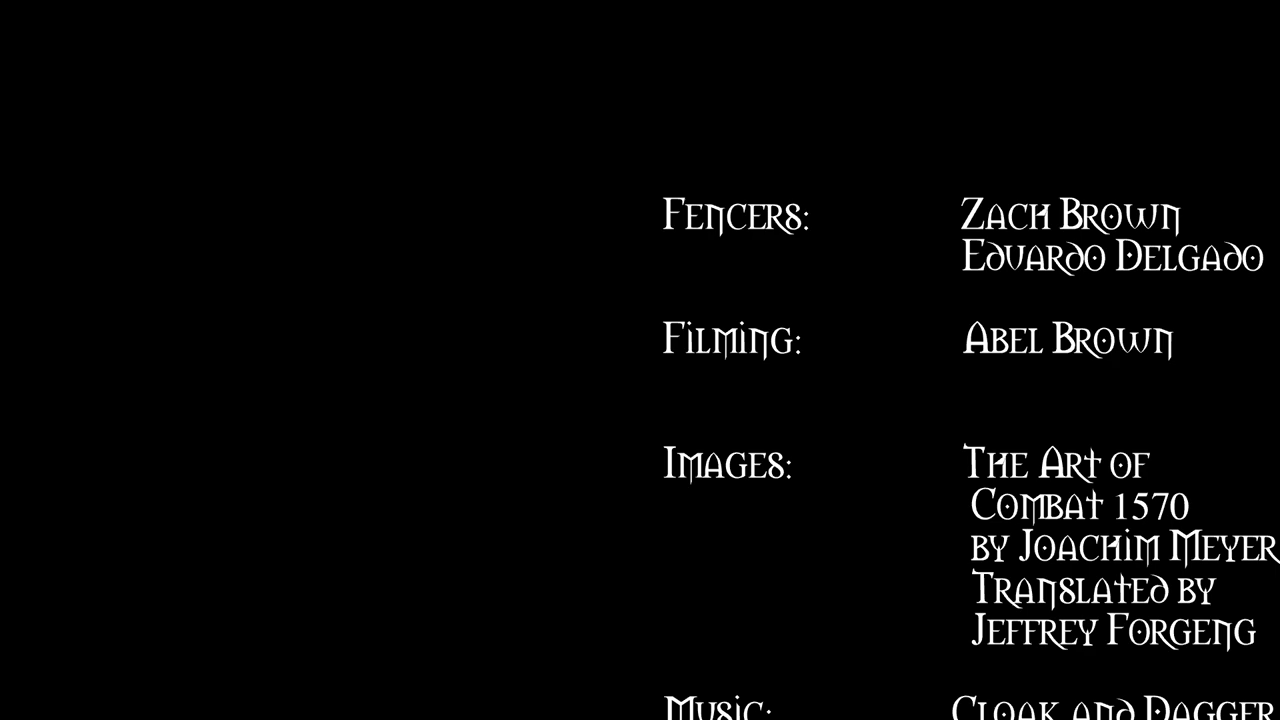 Fencers: Zach Brown
Eduardo Delgado
Filming: Abel Brown
Images: The Art of
Combat 1570
by Joachim Meyer
Translated by
Jeffrey Forgeng
Music: Cloak and Dagger